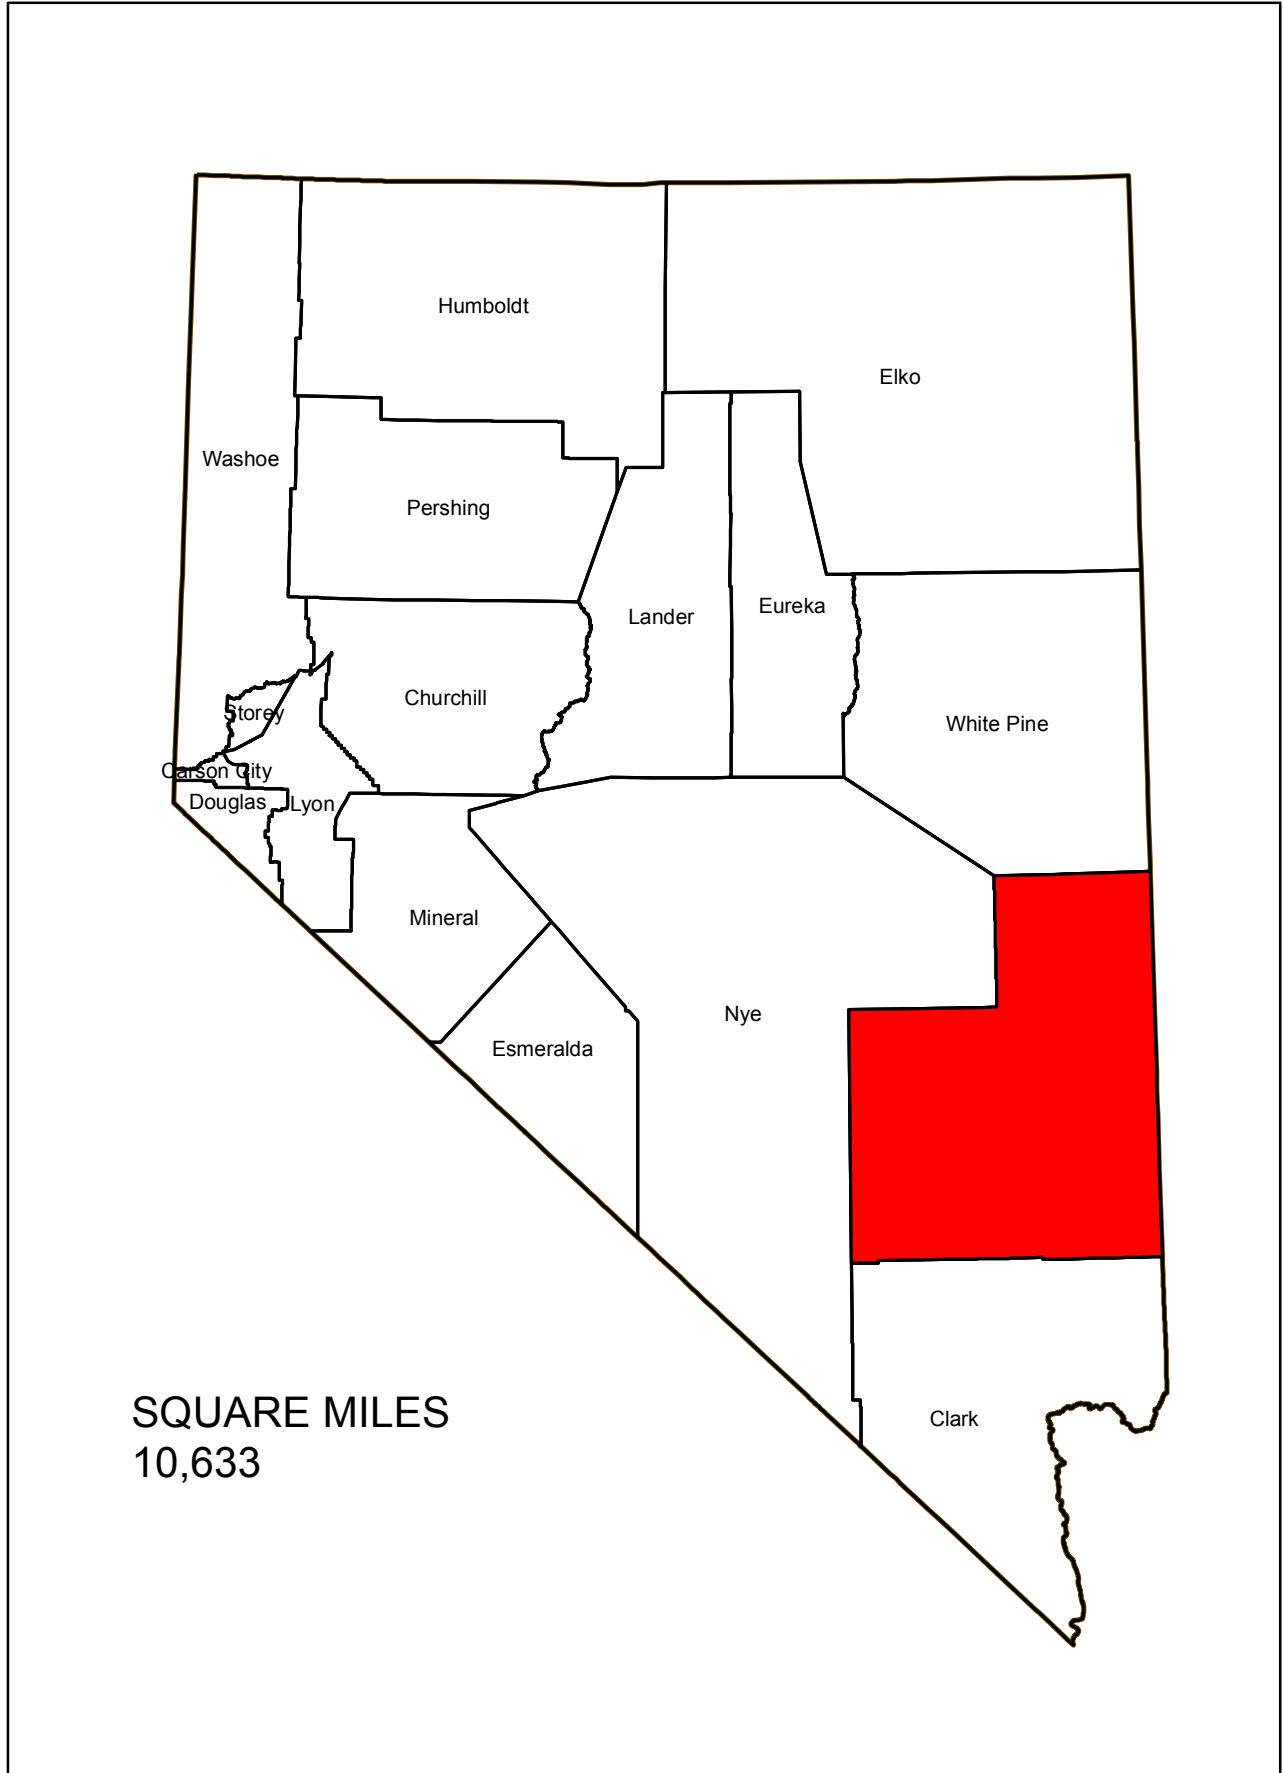 Humboldt
Elko
Washoe
Pershing
Eureka
Lander
Churchill
Storey
White Pine
Carson City
Douglas
Lyon
Mineral
Nye
Esmeralda
SQUARE MILES
10,633
Clark